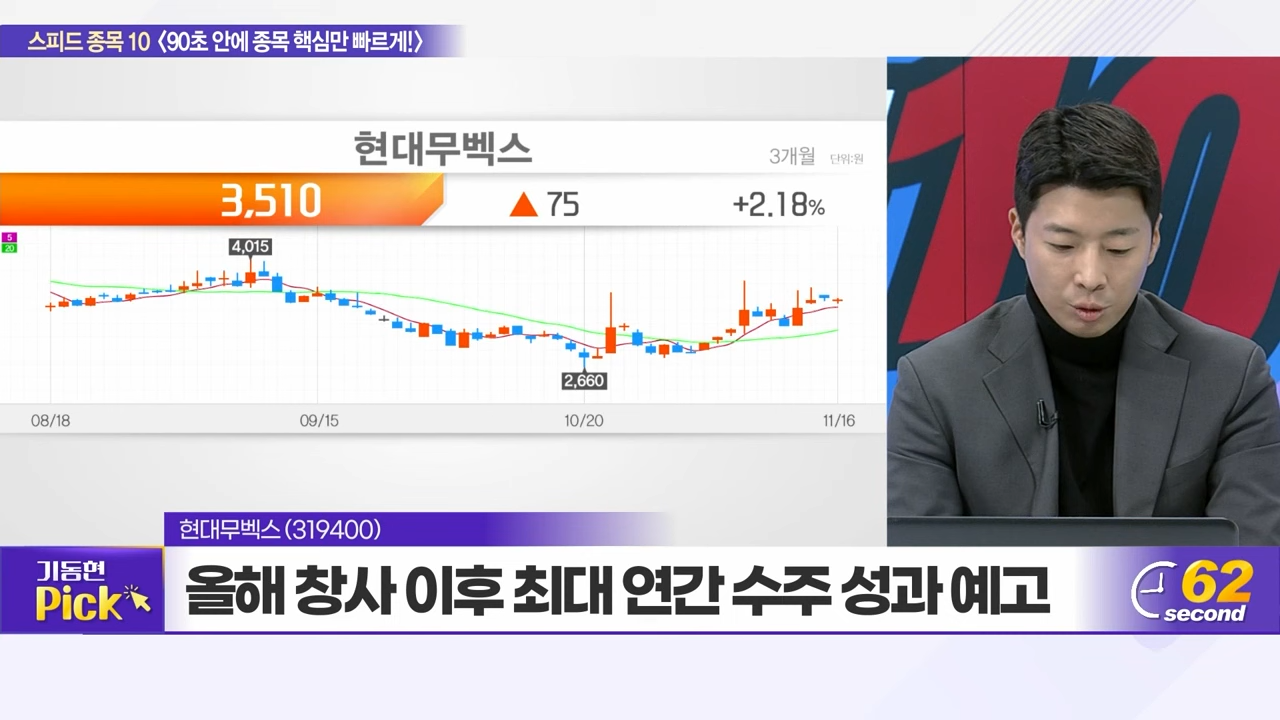 스피드 종목 10 〈90초 안에 종목 핵심만 빠르게!〉
현대무벡스
3개월 단위:원
3,510 ▲ 75 +2.18%
5
20
4,015
2,660
08/18 09/15 10/20 11/16
현대무벡스 (319400)
기동현
Pick
올해 창사 이후 최대 연간 수주 성과 예고
62
second